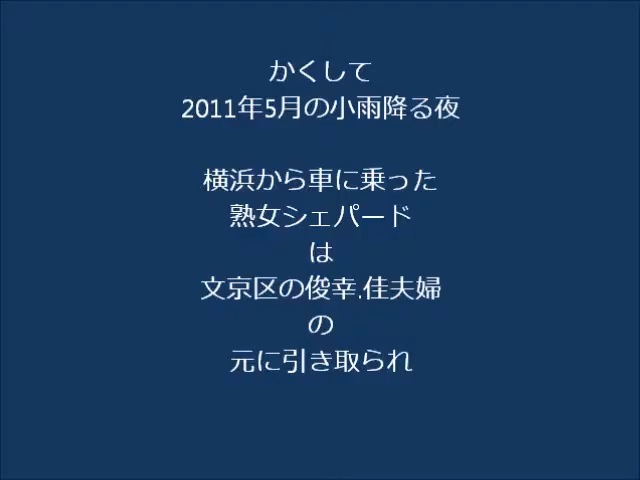 かくして
2011年5月の小雨降る夜
横浜から車に乗った
熟女シェパード
は
文京区の俊幸.佳夫婦
の
元に引き取られ